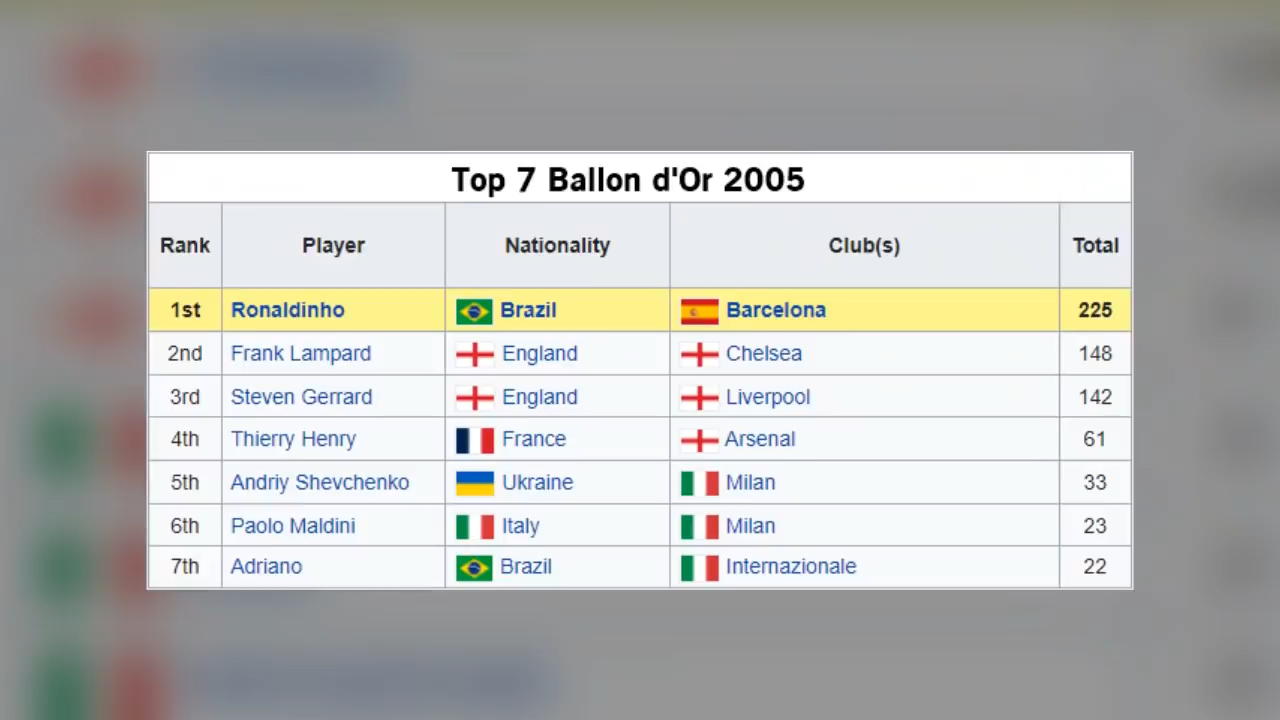 Top 7 Ballon d'Or 2005
Rank Player Nationality Club(s) Total
1st Ronaldinho Brazil Barcelona 225
2nd Frank Lampard England Chelsea 148
3rd Steven Gerrard England Liverpool 142
4th Thierry Henry France Arsenal 61
5th Andriy Shevchenko Ukraine Milan 33
6th Paolo Maldini Italy Milan 23
7th Adriano Brazil Internazionale 22